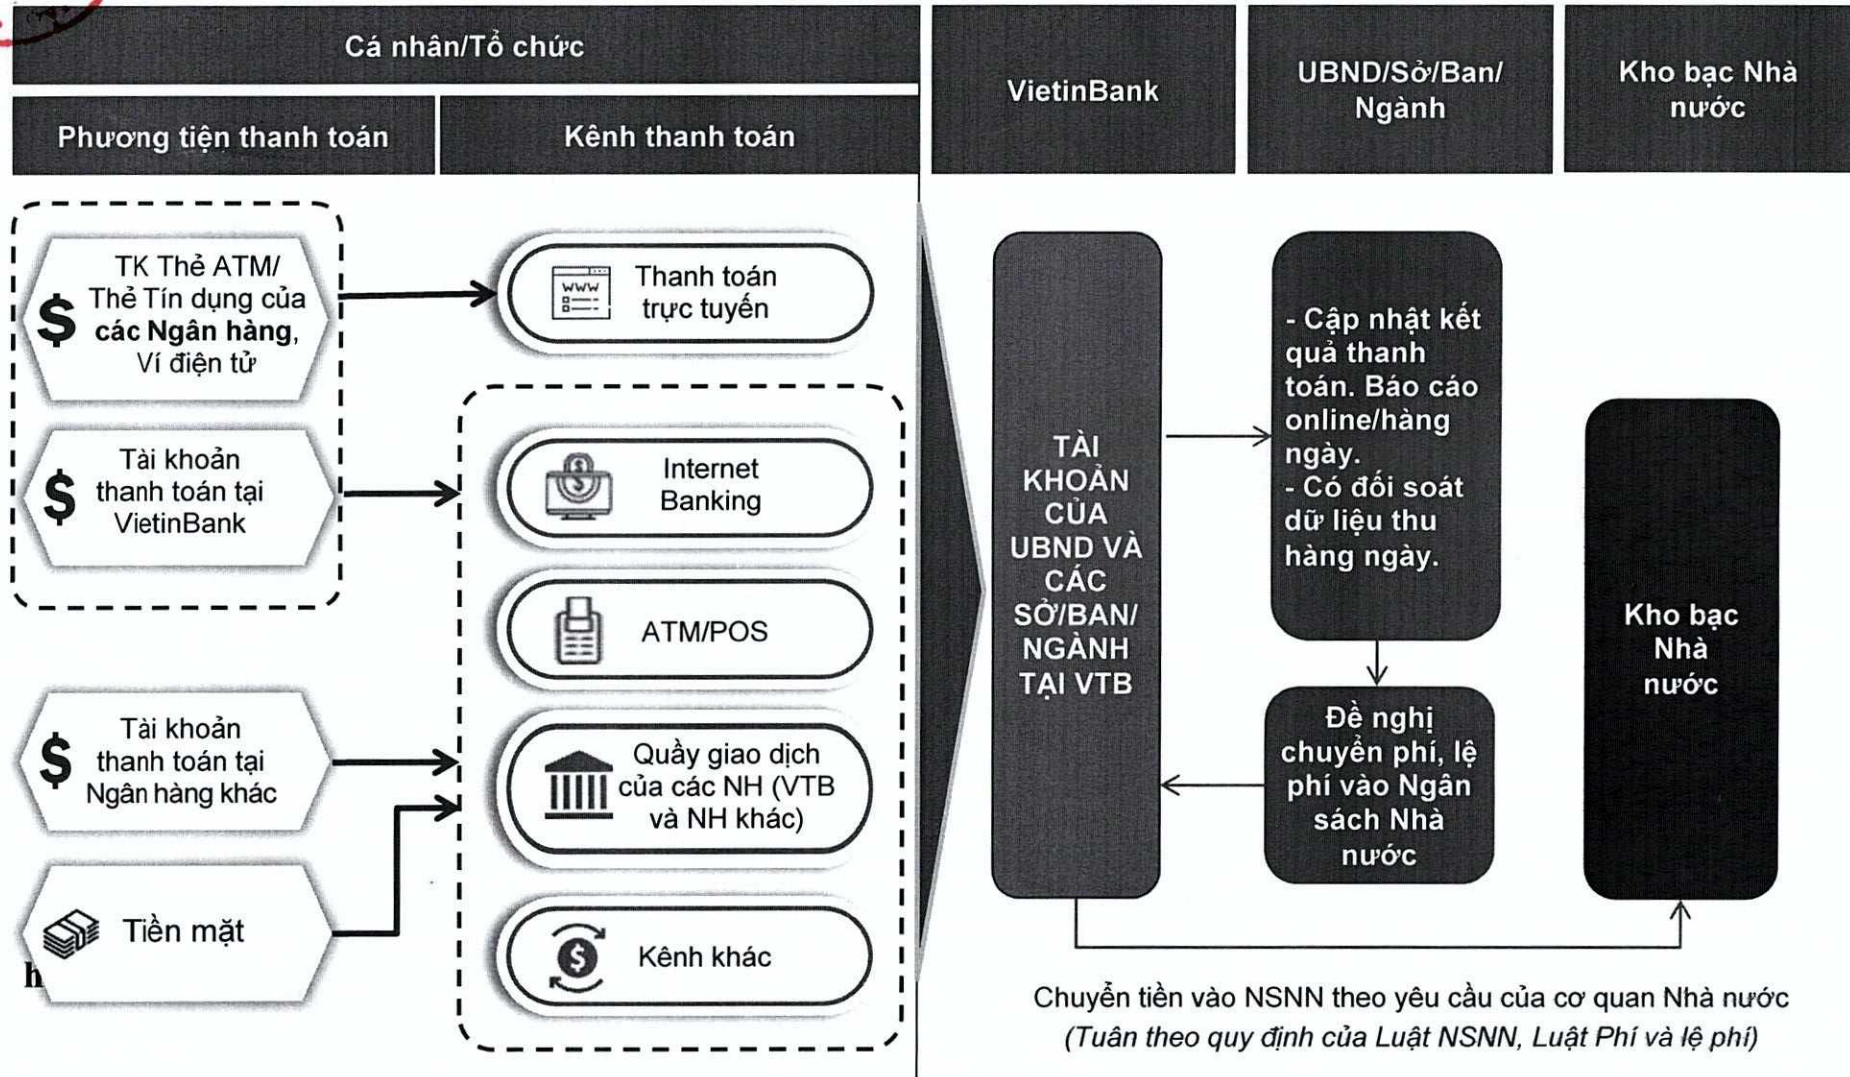 Cá nhân/Tổ chức
Phương tiện thanh toán
Kênh thanh toán
VietinBank
UBND/Sở/Ban/
Ngành
Kho bạc Nhà
nước
TK Thẻ ATM/
Thẻ Tín dụng của
các Ngân hàng,
Ví điện tử
Tài khoản
thanh toán tại
VietinBank
Tài khoản
thanh toán tại
Ngân hàng khác
Tiền mặt
h
Thanh toán
trực tuyến
WWW
Internet
Banking
ATM/POS
Quầy giao dịch
của các NH (VTB
và NH khác)
Kênh khác
TÀI
KHOẢN
CỦA
UBND VÀ
CÁC
SỞ/BAN/
NGÀNH
TẠI VTB
- Cập nhật kết
quả thanh
toán. Báo cáo
online/hàng
ngày.
- Có đối soát
dữ liệu thu
hàng ngày.
Đề nghị
chuyển phí, lệ
phí vào Ngân
sách Nhà
nước
Kho bạc
Nhà
nước
Chuyển tiền vào NSNN theo yêu cầu của cơ quan Nhà nước
(Tuân theo quy định của Luật NSNN, Luật Phí và lệ phí)